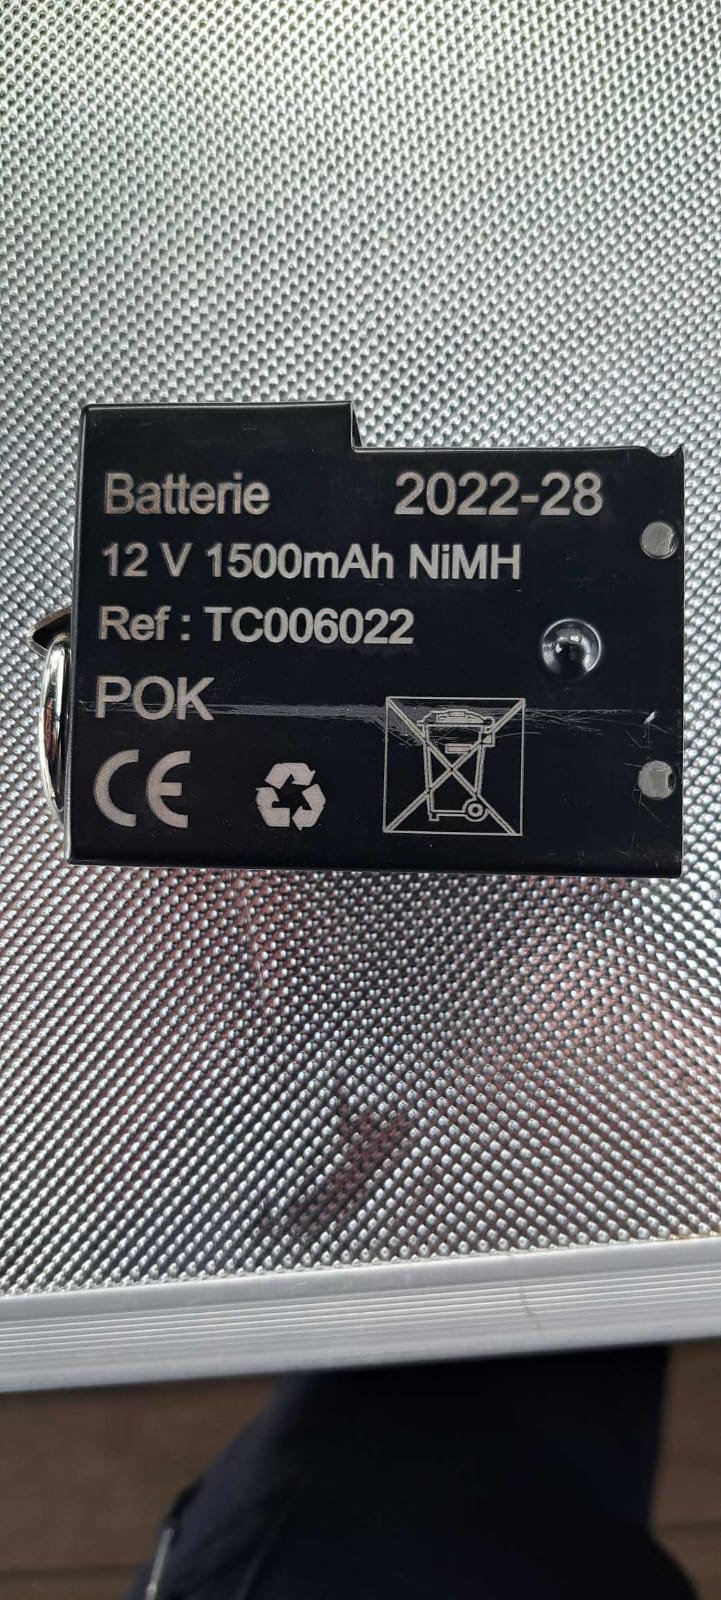 Batterie 2022-28
12 V 1500mAh NiMH
Ref : TC006022
POK
CE